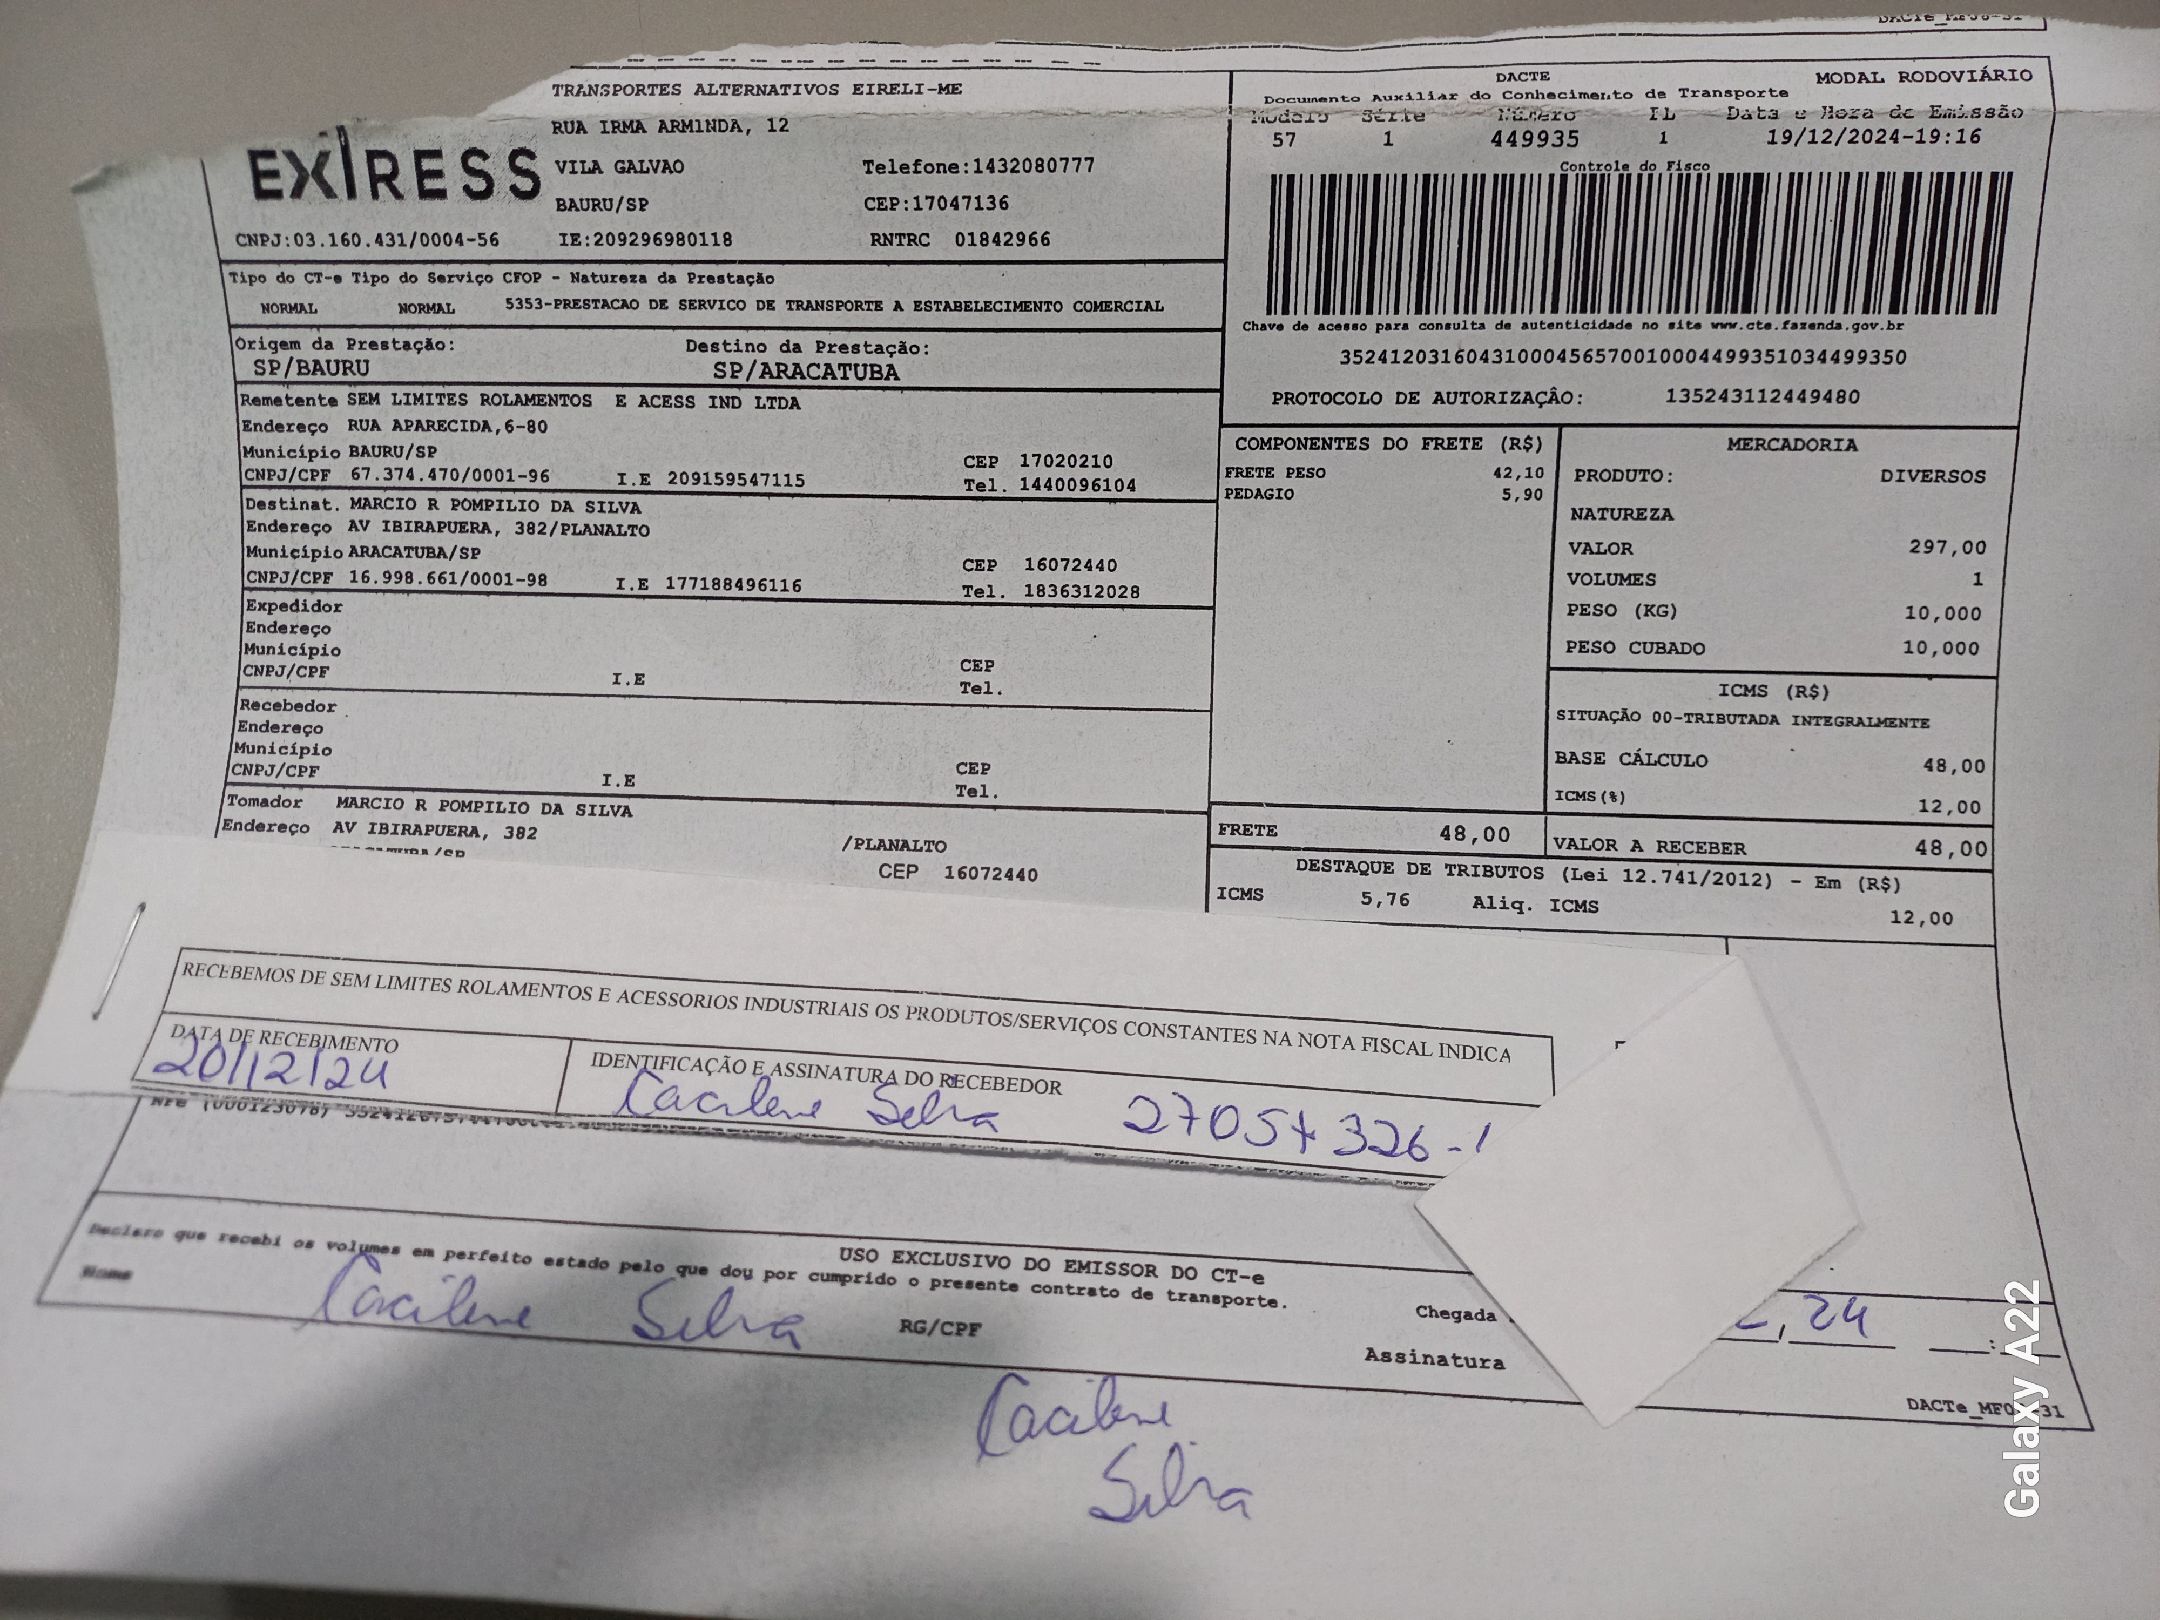 TRANSPORTES ALTERNATIVOS EIRELI-ME
RUA IRMA ARMINDA, 12
EXIRESS
VILA GALVAO Telefone:1432080777
BAURU/SP CEP:17047136
CNPJ:03.160.431/0004-56 IE:209296980118 RNTRC 01842966
DACTE MODAL RODOVIÁRIO
Documento Auxiliar do Conhecimento de Transporte
Modelo Série Número FL Data e Hora de Emissão
57 1 449935 1 19/12/2024-19:16
Controle do Fisco
Chave de acesso para consulta de autenticidade no site www.cte.fazenda.gov.br
35241203160431000456570010004499351034499350
PROTOCOLO DE AUTORIZAÇÂO: 135243112449480
Tipo do CT-e Tipo do Serviço CFOP - Natureza da Prestação
NORMAL NORMAL 5353-PRESTACAO DE SERVICO DE TRANSPORTE A ESTABELECIMENTO COMERCIAL
Origem da Prestação: Destino da Prestação:
SP/BAURU SP/ARACATUBA
Remetente SEM LIMITES ROLAMENTOS E ACESS IND LTDA
Endereço RUA APARECIDA,6-80
Município BAURU/SP CEP 17020210
CNPJ/CPF 67.374.470/0001-96 I.E 209159547115 Tel. 1440096104
Destinat. MARCIO R POMPILIO DA SILVA
Endereço AV IBIRAPUERA, 382/PLANALTO
Município ARACATUBA/SP CEP 16072440
CNPJ/CPF 16.998.661/0001-98 I.E 177188496116 Tel. 1836312028
Expedidor
Endereço
Município CEP
CNPJ/CPF I.E Tel.
Recebedor
Endereço
Município CEP
CNPJ/CPF I.E Tel.
Tomador MARCIO R POMPILIO DA SILVA
Endereço AV IBIRAPUERA, 382 /PLANALTO
CEP 16072440
COMPONENTES DO FRETE (R$)
FRETE PESO 42,10
PEDAGIO 5,90
MERCADORIA
PRODUTO: DIVERSOS
NATUREZA
VALOR 297,00
VOLUMES 1
PESO (KG) 10,000
PESO CUBADO 10,000
ICMS (R$)
SITUAÇÃO 00-TRIBUTADA INTEGRALMENTE
BASE CÁLCULO 48,00
ICMS(%) 12,00
FRETE 48,00 VALOR A RECEBER 48,00
DESTAQUE DE TRIBUTOS (Lei 12.741/2012) - Em (R$)
ICMS 5,76 Aliq. ICMS 12,00
RECEBEMOS DE SEM LIMITES ROLAMENTOS E ACESSORIOS INDUSTRIAIS OS PRODUTOS/SERVIÇOS CONSTANTES NA NOTA FISCAL INDICA
DATA DE RECEBIMENTO IDENTIFICAÇÃO E ASSINATURA DO RECEBEDOR
20/12/24 Cacilene Silva 27057326-1
NFe (000123078)
USO EXCLUSIVO DO EMISSOR DO CT-e
Declaro que recebi os volumes em perfeito estado pelo que dou por cumprido o presente contrato de transporte.
Nome Cacilene Silva RG/CPF Chegada , 24
Assinatura
Cacilene
Silva
Galaxy A22